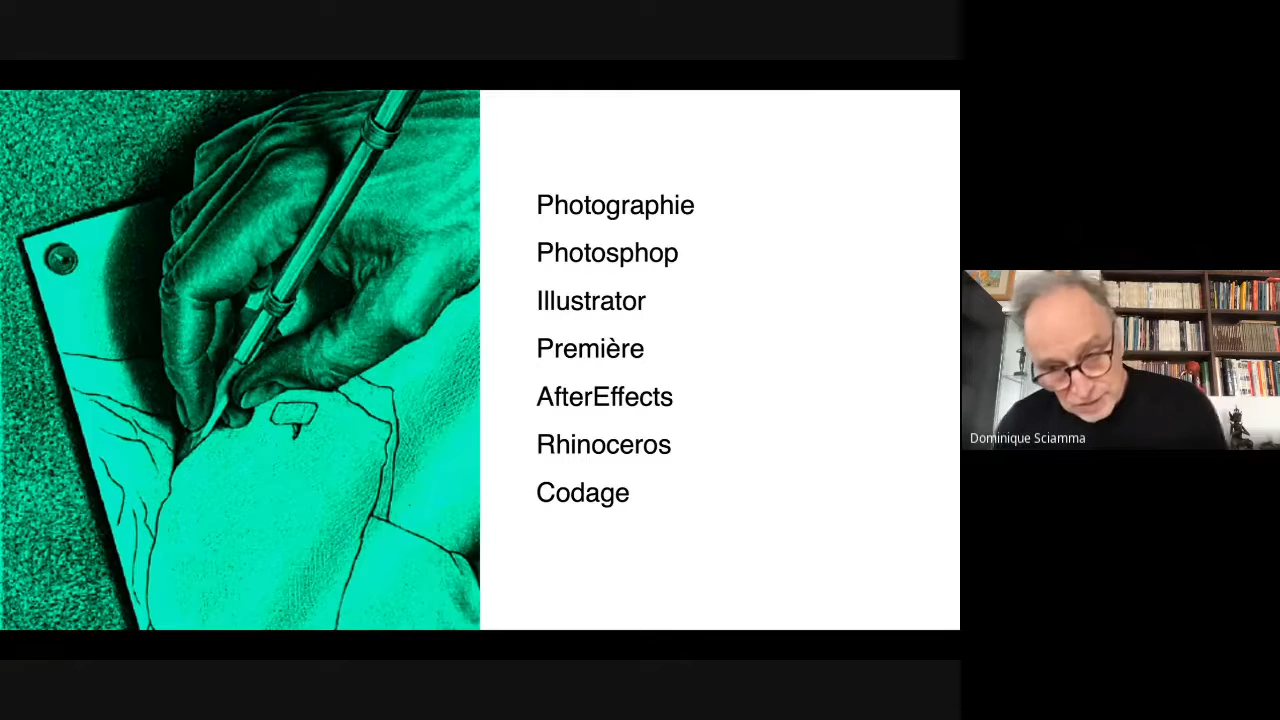 Photographie
Photosphop
Illustrator
Première
AfterEffects
Rhinoceros
Codage
Dominique Sciamma